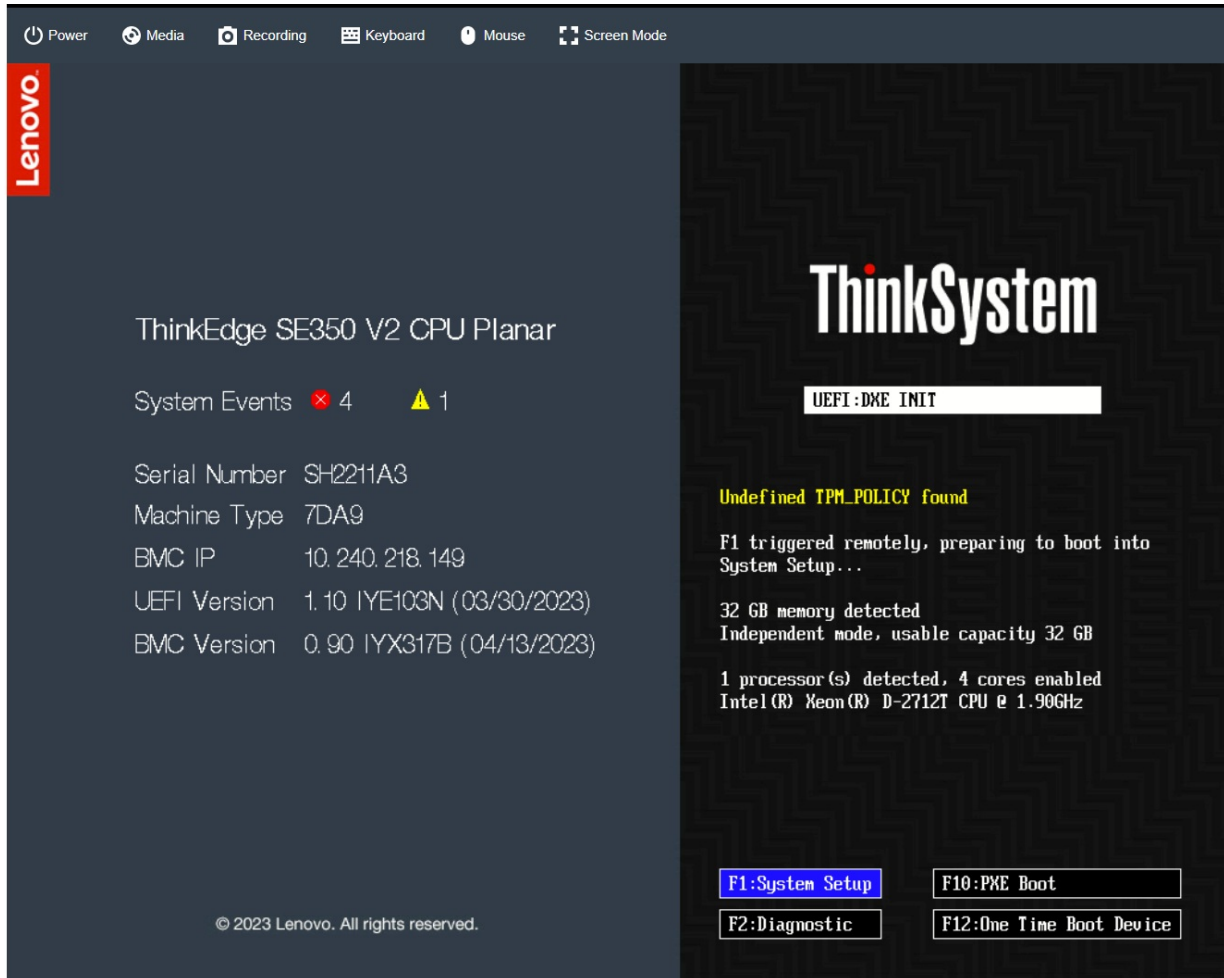 Power Media Recording Keyboard Mouse Screen Mode
Lenovo.
ThinkEdge SE350 V2 CPU Planar
System Events 4 1
Serial Number SH2211A3
Machine Type 7DA9
BMC IP 10.240.218.149
UEFI Version 1.10 IYE103N (03/30/2023)
BMC Version 0.90 IYX317B (04/13/2023)
© 2023 Lenovo. All rights reserved.
ThinkSystem
UEFI:DXE INIT
Undefined TPM_POLICY found
F1 triggered remotely, preparing to boot into
System Setup...
32 GB memory detected
Independent mode, usable capacity 32 GB
1 processor(s) detected, 4 cores enabled
Intel(R) Xeon(R) D-2712T CPU @ 1.90GHz
F1:System Setup F10:PXE Boot
F2:Diagnostic F12:One Time Boot Device